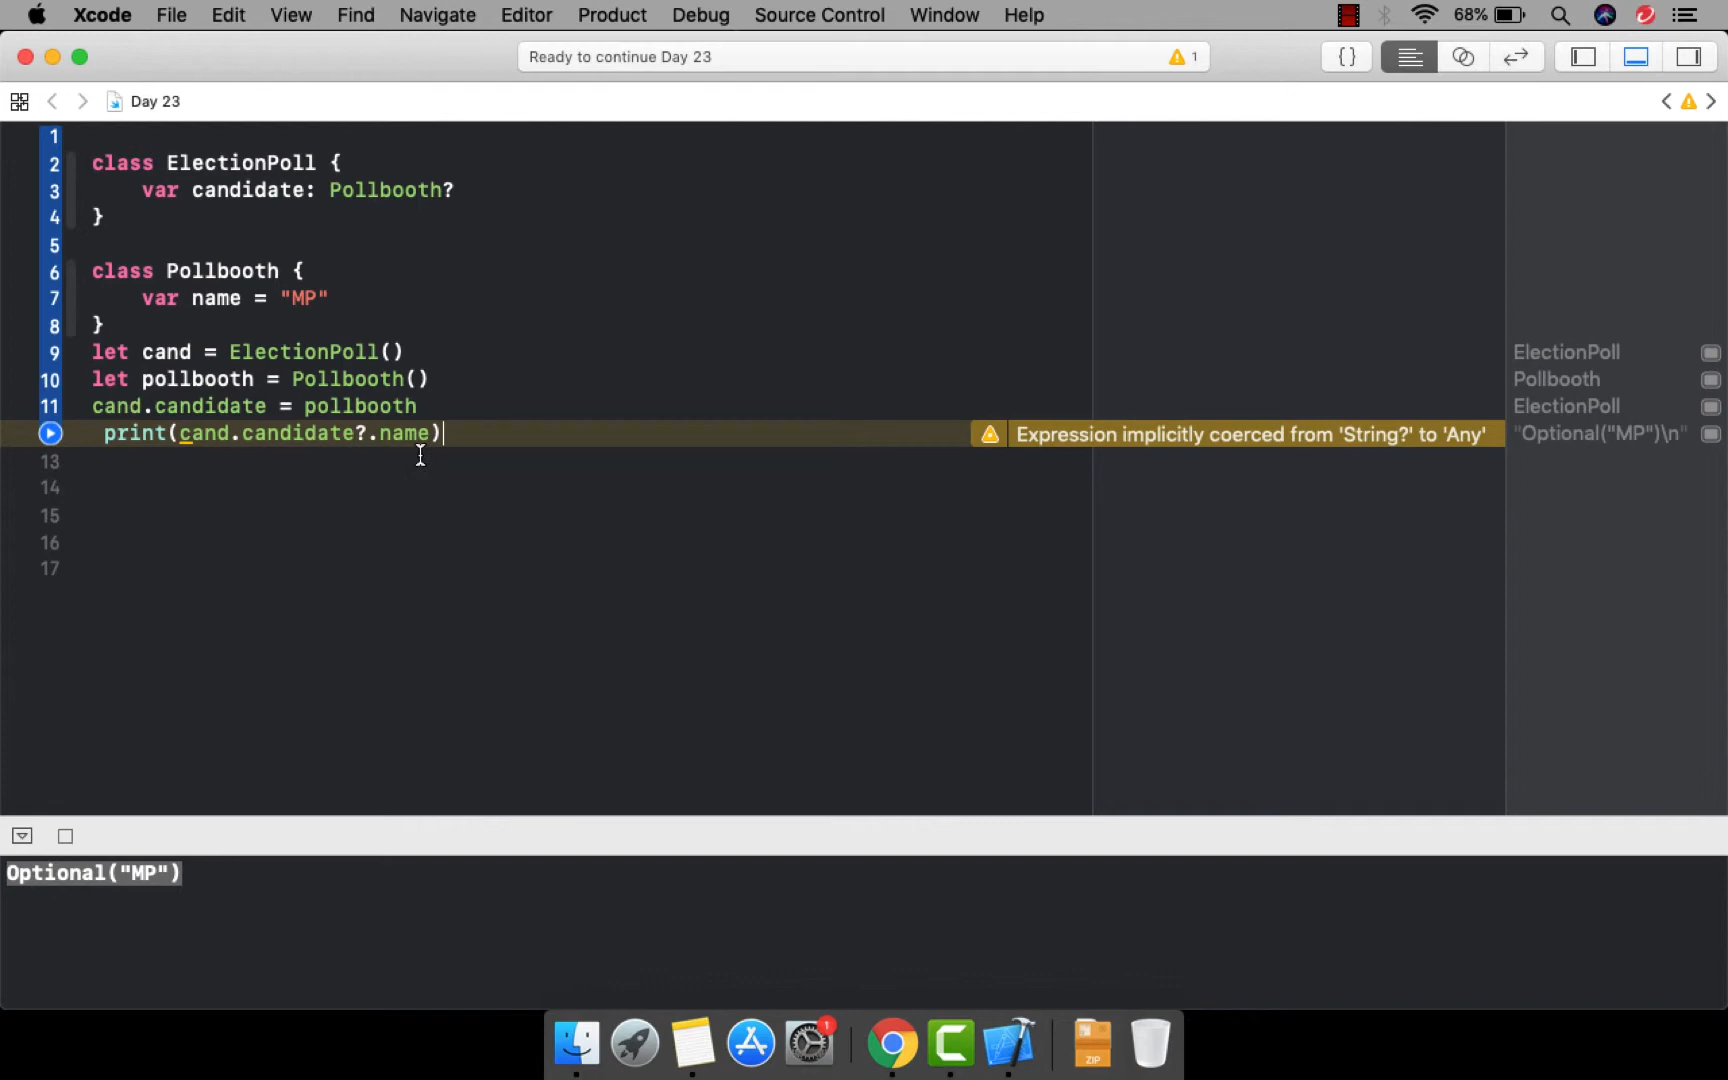 Xcode File Edit View Find Navigate Editor Product Debug Source Control Window Help 68%
Ready to continue Day 23 1
Day 23
1
2 class ElectionPoll {
3 var candidate: Pollbooth?
4 }
5
6 class Pollbooth {
7 var name = "MP"
8 }
9 let cand = ElectionPoll() ElectionPoll
10 let pollbooth = Pollbooth() Pollbooth
11 cand.candidate = pollbooth ElectionPoll
print(cand.candidate?.name) Expression implicitly coerced from 'String?' to 'Any' "Optional("MP")\n"
13
14
15
16
17
Optional("MP")
1
ZIP